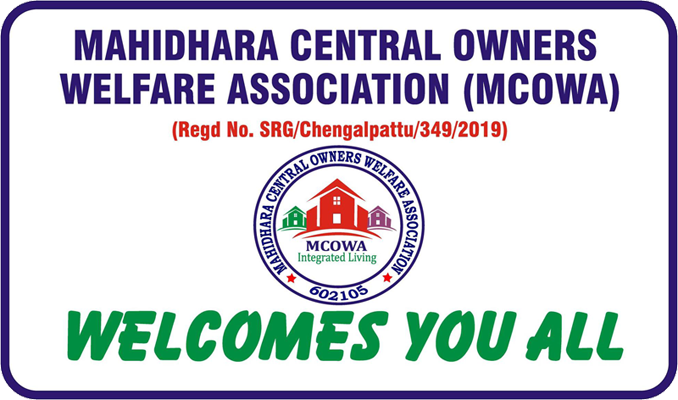 MAHIDHARA CENTRAL OWNERS
WELFARE ASSOCIATION (MCOWA)
(Regd No. SRG/Chengalpattu/349/2019)
MAHIDHARA CENTRAL OWNERS WELFARE ASSOCIATION
MCOWA
Integrated Living
602105
WELCOMES YOU ALL